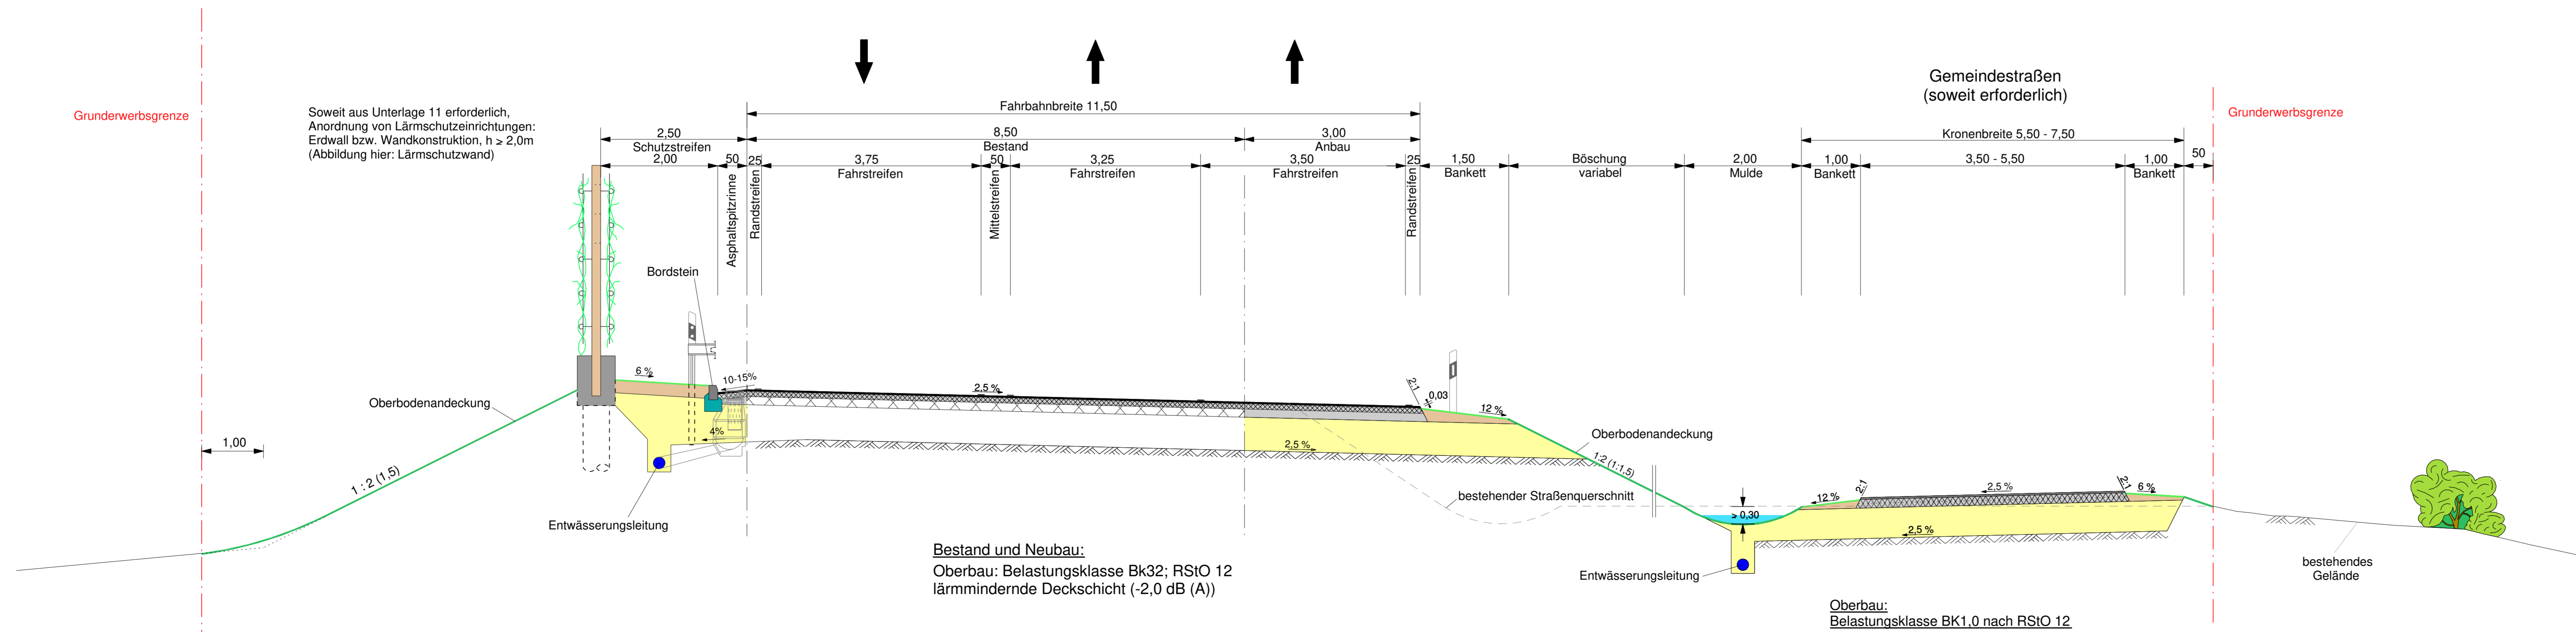 Gemeindestraßen
(soweit erforderlich)
Grunderwerbsgrenze
Soweit aus Unterlage 11 erforderlich,
Anordnung von Lärmschutzeinrichtungen:
Erdwall bzw. Wandkonstruktion, h ≥ 2,0m
(Abbildung hier: Lärmschutzwand)
Fahrbahnbreite 11,50
Grunderwerbsgrenze
2,50
Schutzstreifen
8,50
Bestand
3,00
Anbau
Kronenbreite 5,50 - 7,50
2,00
50
Asphaltspitzrinne
25
Randstreifen
3,75
Fahrstreifen
50
Mittelstreifen
3,25
Fahrstreifen
3,50
Fahrstreifen
25
Randstreifen
1,50
Bankett
Böschung
variabel
2,00
Mulde
1,00
Bankett
3,50 - 5,50
1,00
Bankett
50
Bordstein
6 %
10-15%
2,5 %
2:1
0,03
12 %
Oberbodenandeckung
4%
2,5 %
Oberbodenandeckung
1,00
1 : 2 (1,5)
1:2 (1:1,5)
bestehender Straßenquerschnitt
Entwässerungsleitung
≥ 0,30
12 %
2:1
2,5 %
2:1
6 %
2,5 %
Bestand und Neubau:
Oberbau: Belastungsklasse Bk32; RStO 12
lärmmindernde Deckschicht (-2,0 dB (A))
Entwässerungsleitung
bestehendes
Gelände
Oberbau:
Belastungsklasse BK1,0 nach RStO 12